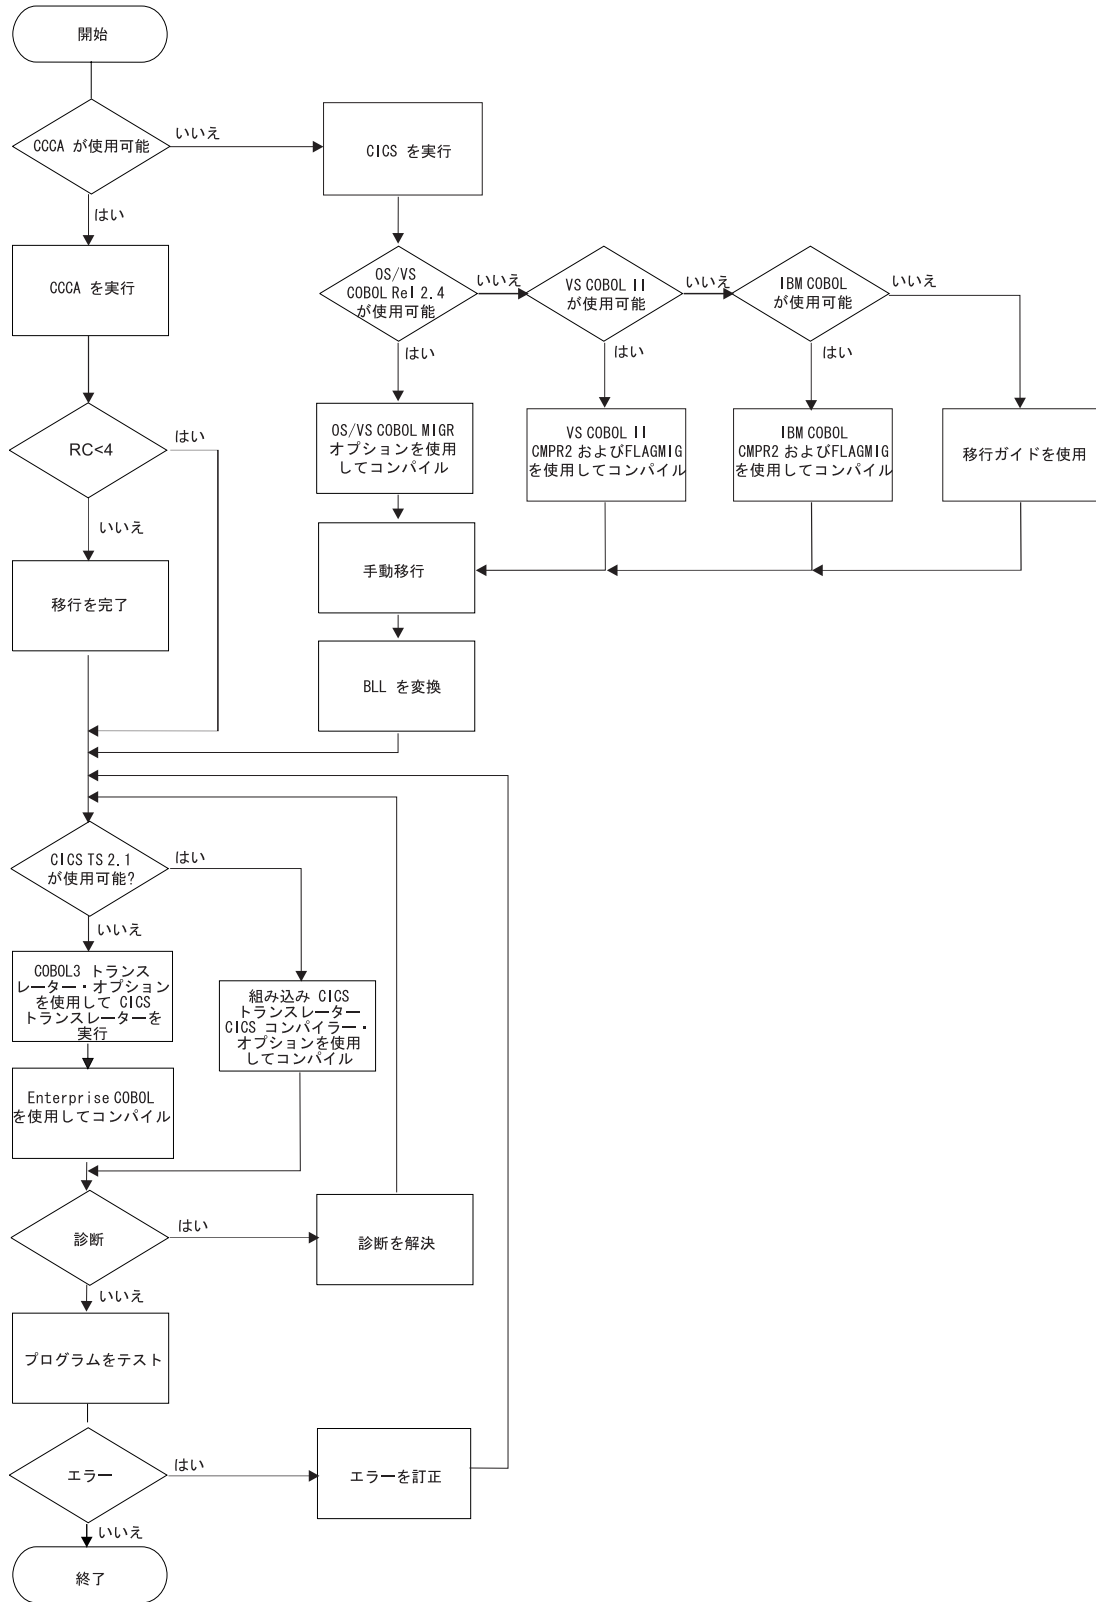 開始
CCCA が使用可能
いいえ
CICS を実行
はい
CCCA を実行
OS/VS
COBOL Rel 2.4
が使用可能
いいえ
VS COBOL II
が使用可能
いいえ
IBM COBOL
が使用可能
いいえ
はい
はい
はい
RC<4
はい
OS/VS COBOL MIGR
オプションを使用
してコンパイル
VS COBOL II
CMPR2 およびFLAGMIG
を使用してコンパイル
IBM COBOL
CMPR2 およびFLAGMIG
を使用してコンパイル
移行ガイドを使用
いいえ
手動移行
移行を完了
BLL を変換
CICS TS 2.1
が使用可能?
はい
いいえ
COBOL3 トランス
レーター・オプション
を使用して CICS
トランスレーターを
実行
組み込み CICS
トランスレーター
CICS コンパイラー・
オプションを使用
してコンパイル
Enterprise COBOL
を使用してコンパイル
診断
はい
診断を解決
いいえ
プログラムをテスト
エラー
はい
エラーを訂正
いいえ
終了